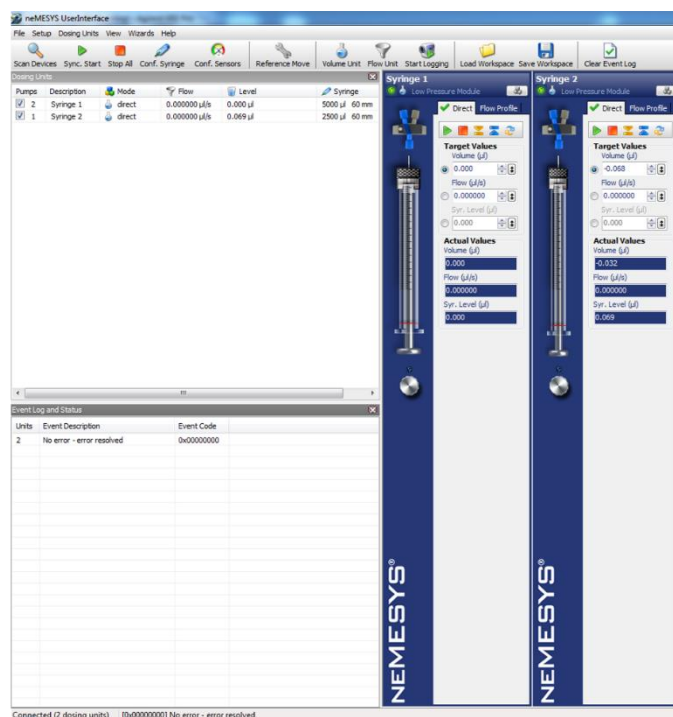 neMESYS UserInterface
File Setup Dosing Units View Wizards Help
Scan Devices Sync. Start Stop All Conf. Syringe Conf. Sensors Reference Move Volume Unit Flow Unit Start Logging Load Workspace Save Workspace Clear Event Log
Dosing Units
Pumps Description Mode Flow Level Syringe
2 Syringe 1 direct 0.000000 µl/s 0.000 µl 5000 µl 60 mm
1 Syringe 2 direct 0.000000 µl/s 0.069 µl 2500 µl 60 mm
Event Log and Status
Units Event Description Event Code
2 No error - error resolved 0x00000000
Syringe 1
Low Pressure Module
Direct Flow Profile
Target Values
Volume (µl)
0.000
Flow (µl/s)
0.000000
Syr. Level (µl)
0.000
Actual Values
Volume (µl)
0.000
Flow (µl/s)
0.000000
Syr. Level (µl)
0.000
NEMESYS®
Syringe 2
Low Pressure Module
Direct Flow Profile
Target Values
Volume (µl)
-0.068
Flow (µl/s)
0.000000
Syr. Level (µl)
0.000
Actual Values
Volume (µl)
-0.032
Flow (µl/s)
0.000000
Syr. Level (µl)
0.069
NEMESYS®
Connected (2 dosing units) [0x00000000] No error - error resolved